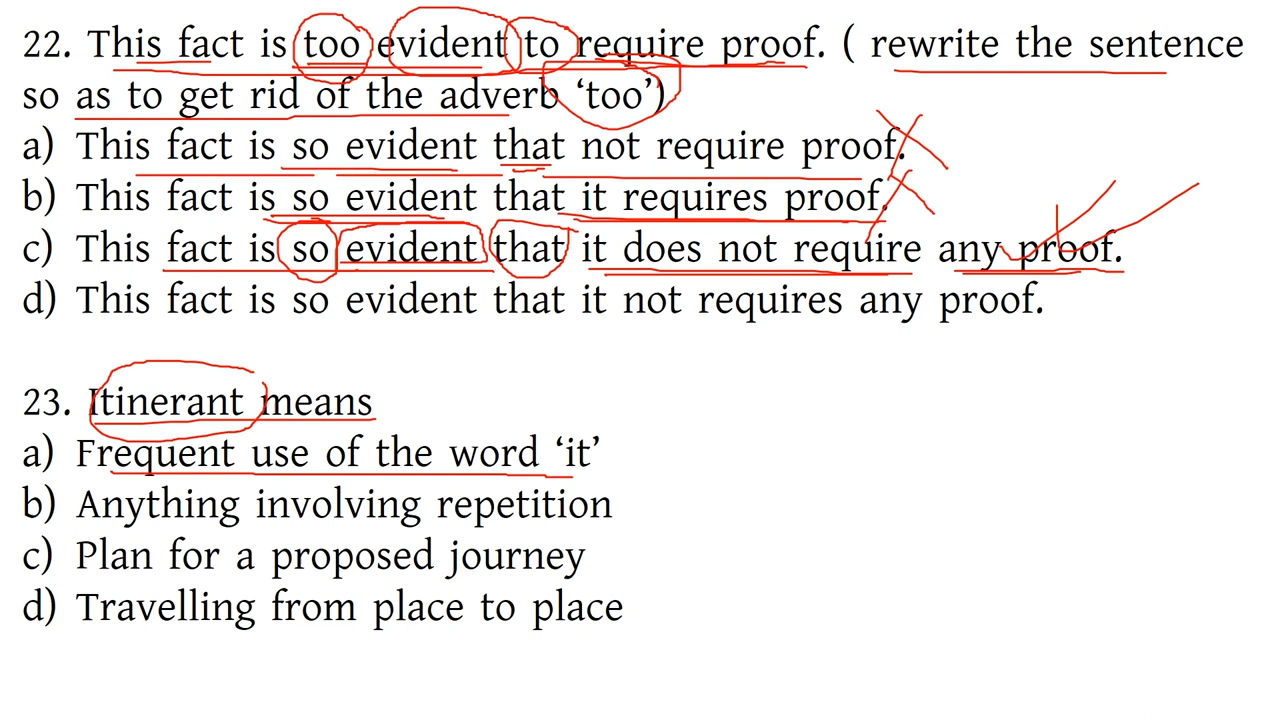 22. This fact is too evident to require proof. ( rewrite the sentence
so as to get rid of the adverb ‘too’)
a) This fact is so evident that not require proof.
b) This fact is so evident that it requires proof.
c) This fact is so evident that it does not require any proof.
d) This fact is so evident that it not requires any proof.
23. Itinerant means
a) Frequent use of the word ‘it’
b) Anything involving repetition
c) Plan for a proposed journey
d) Travelling from place to place